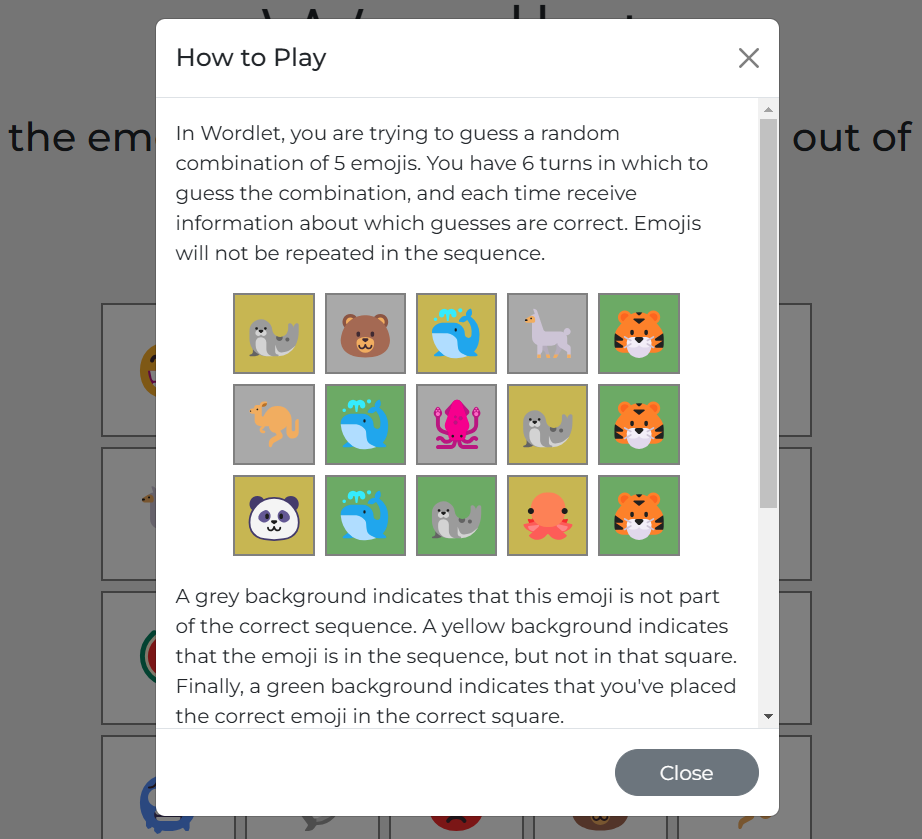 How to Play
the em
out of
In Wordlet, you are trying to guess a random
combination of 5 emojis. You have 6 turns in which to
guess the combination, and each time receive
information about which guesses are correct. Emojis
will not be repeated in the sequence.
A grey background indicates that this emoji is not part
of the correct sequence. A yellow background indicates
that the emoji is in the sequence, but not in that square.
Finally, a green background indicates that you've placed
the correct emoji in the correct square.
Close